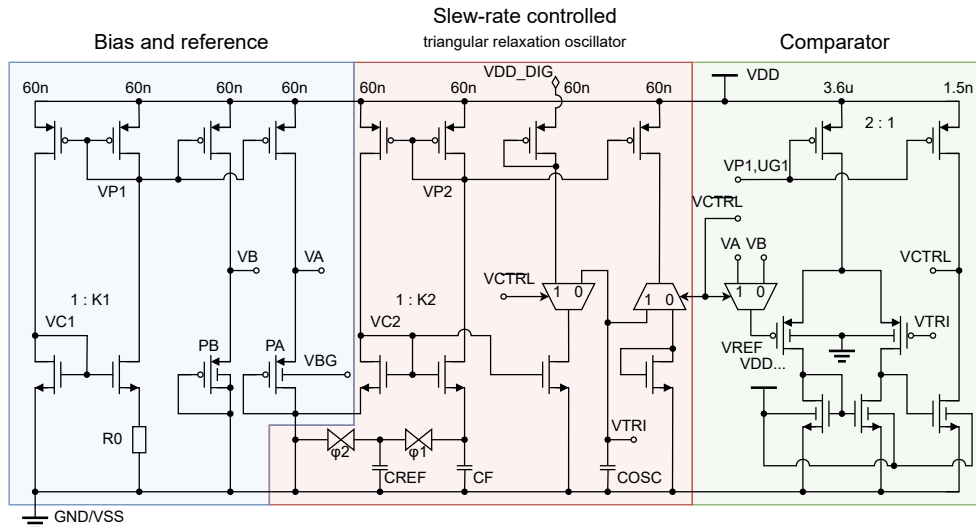 Slew-rate controlled
Bias and reference
triangular relaxation oscillator
Comparator
60n 60n 60n 60n 60n 60n VDD_DIG 60n VDD 3.6u 1.5n
2 : 1
VP1 VP2 VP1,UG1
VCTRL
VB VA VA VB VCTRL
VCTRL 1 0 1 0 1 0
1 : K1 1 : K2
VC1 VC2 VTRI
PB PA VBG VREF
VDD...
R0 VTRI
φ2 φ1
CREF CF COSC
GND/VSS